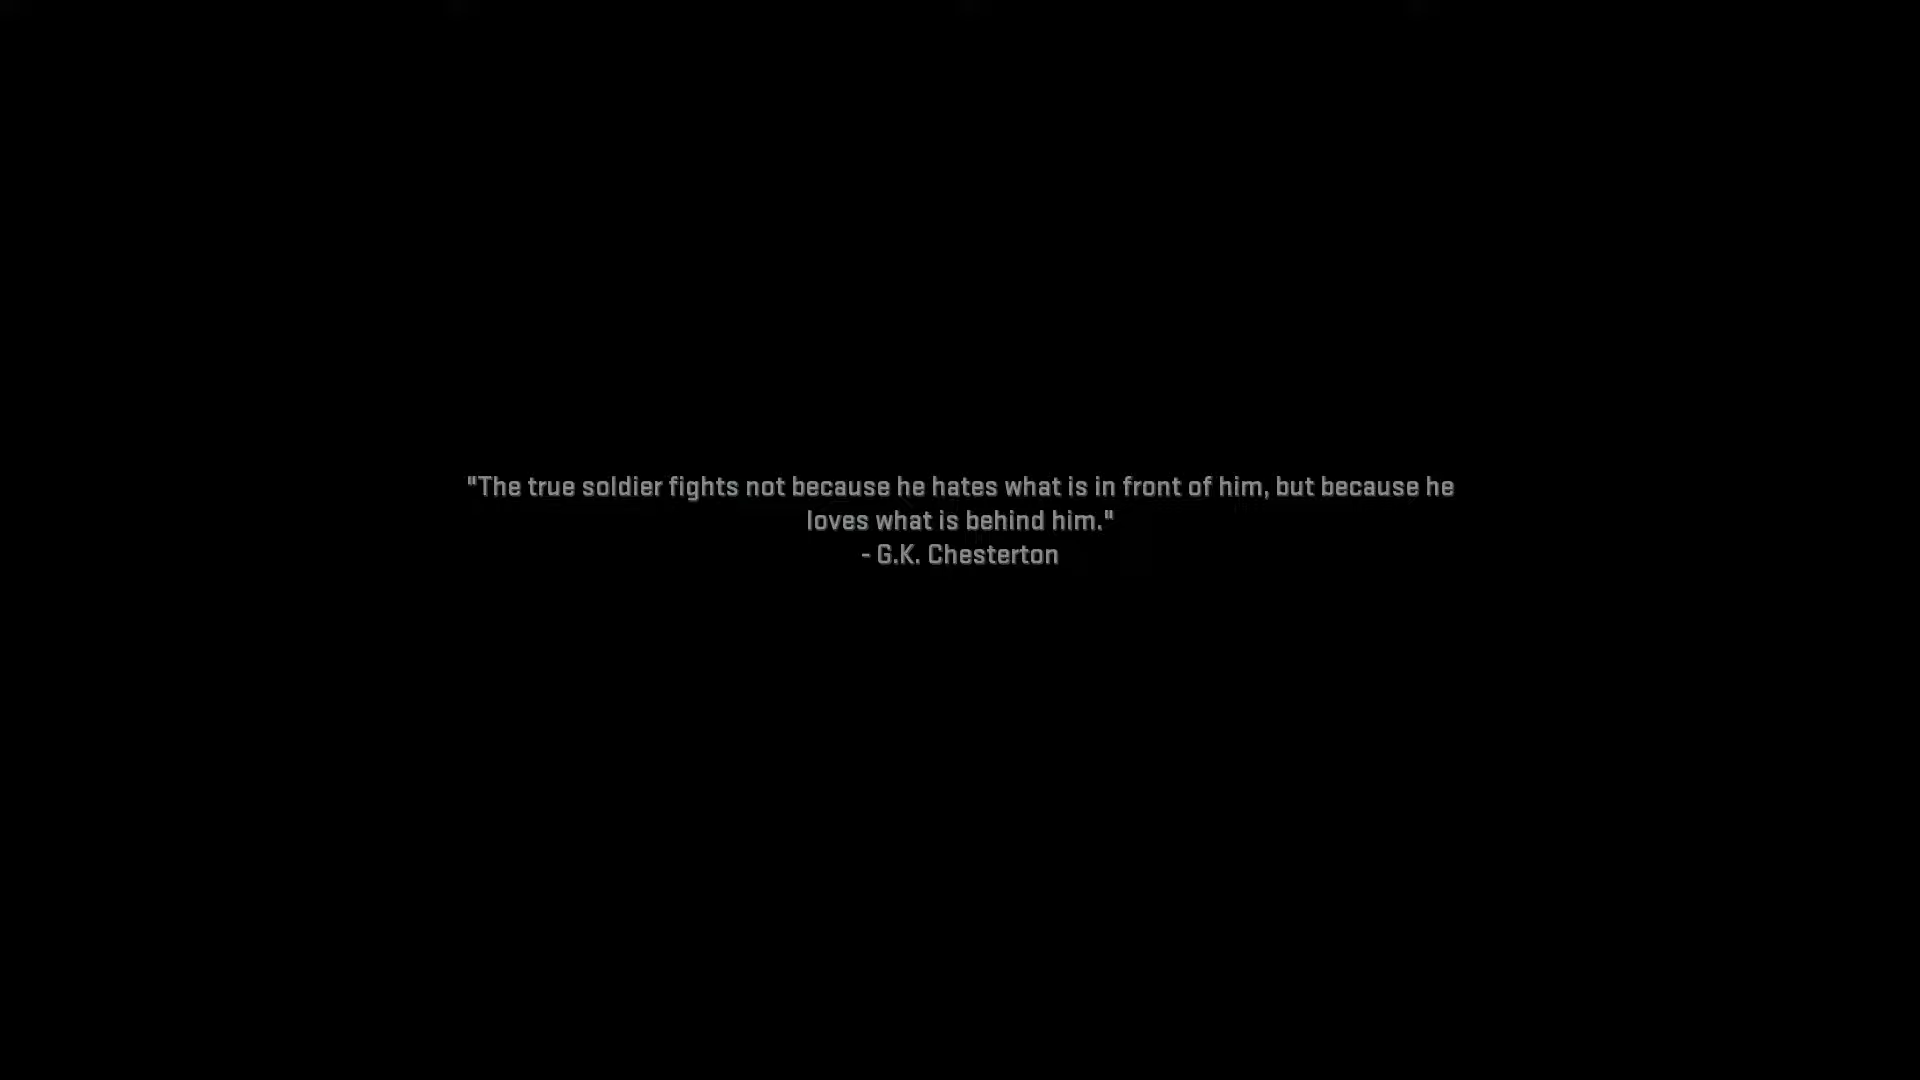 "The true soldier fights not because he hates what is in front of him, but because he
loves what is behind him."
- G.K. Chesterton